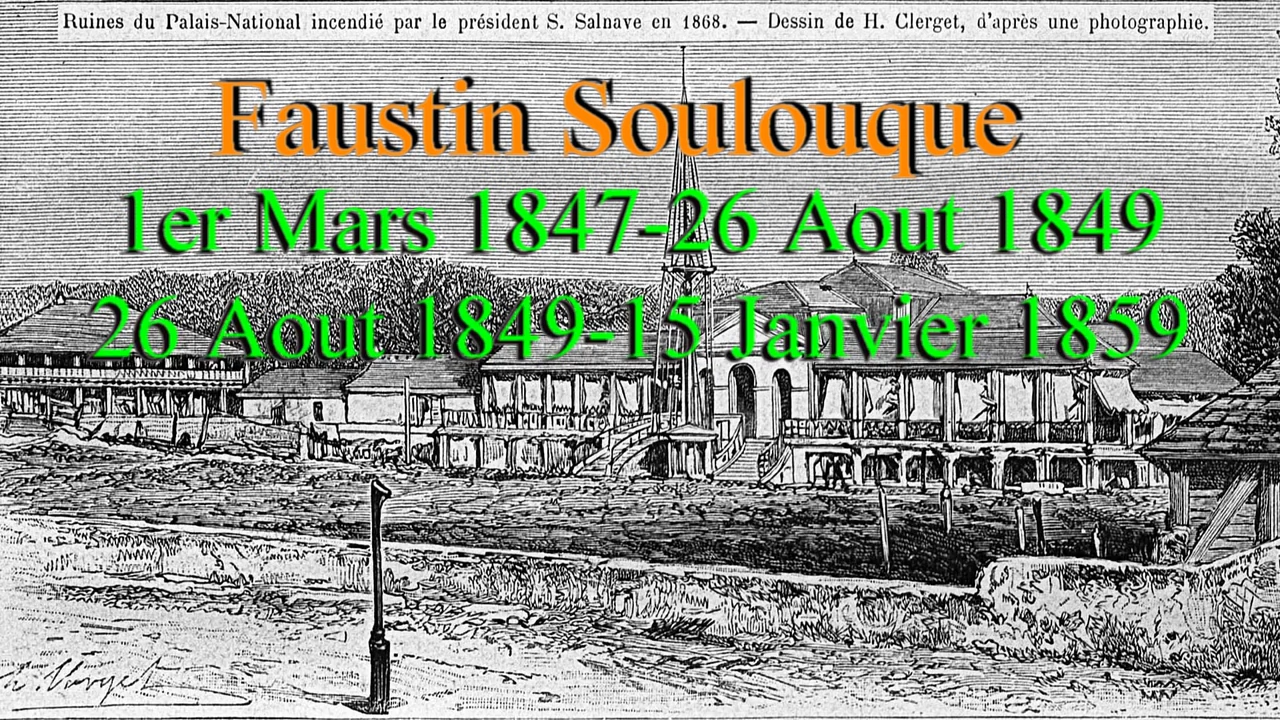 Ruines du Palais-National incendié par le président S. Salnave en 1868. — Dessin de H. Clerget, d'après une photographie.
Faustin Soulouque
1er Mars 1847-26 Aout 1849
26 Aout 1849-15 Janvier 1859
H. Clerget